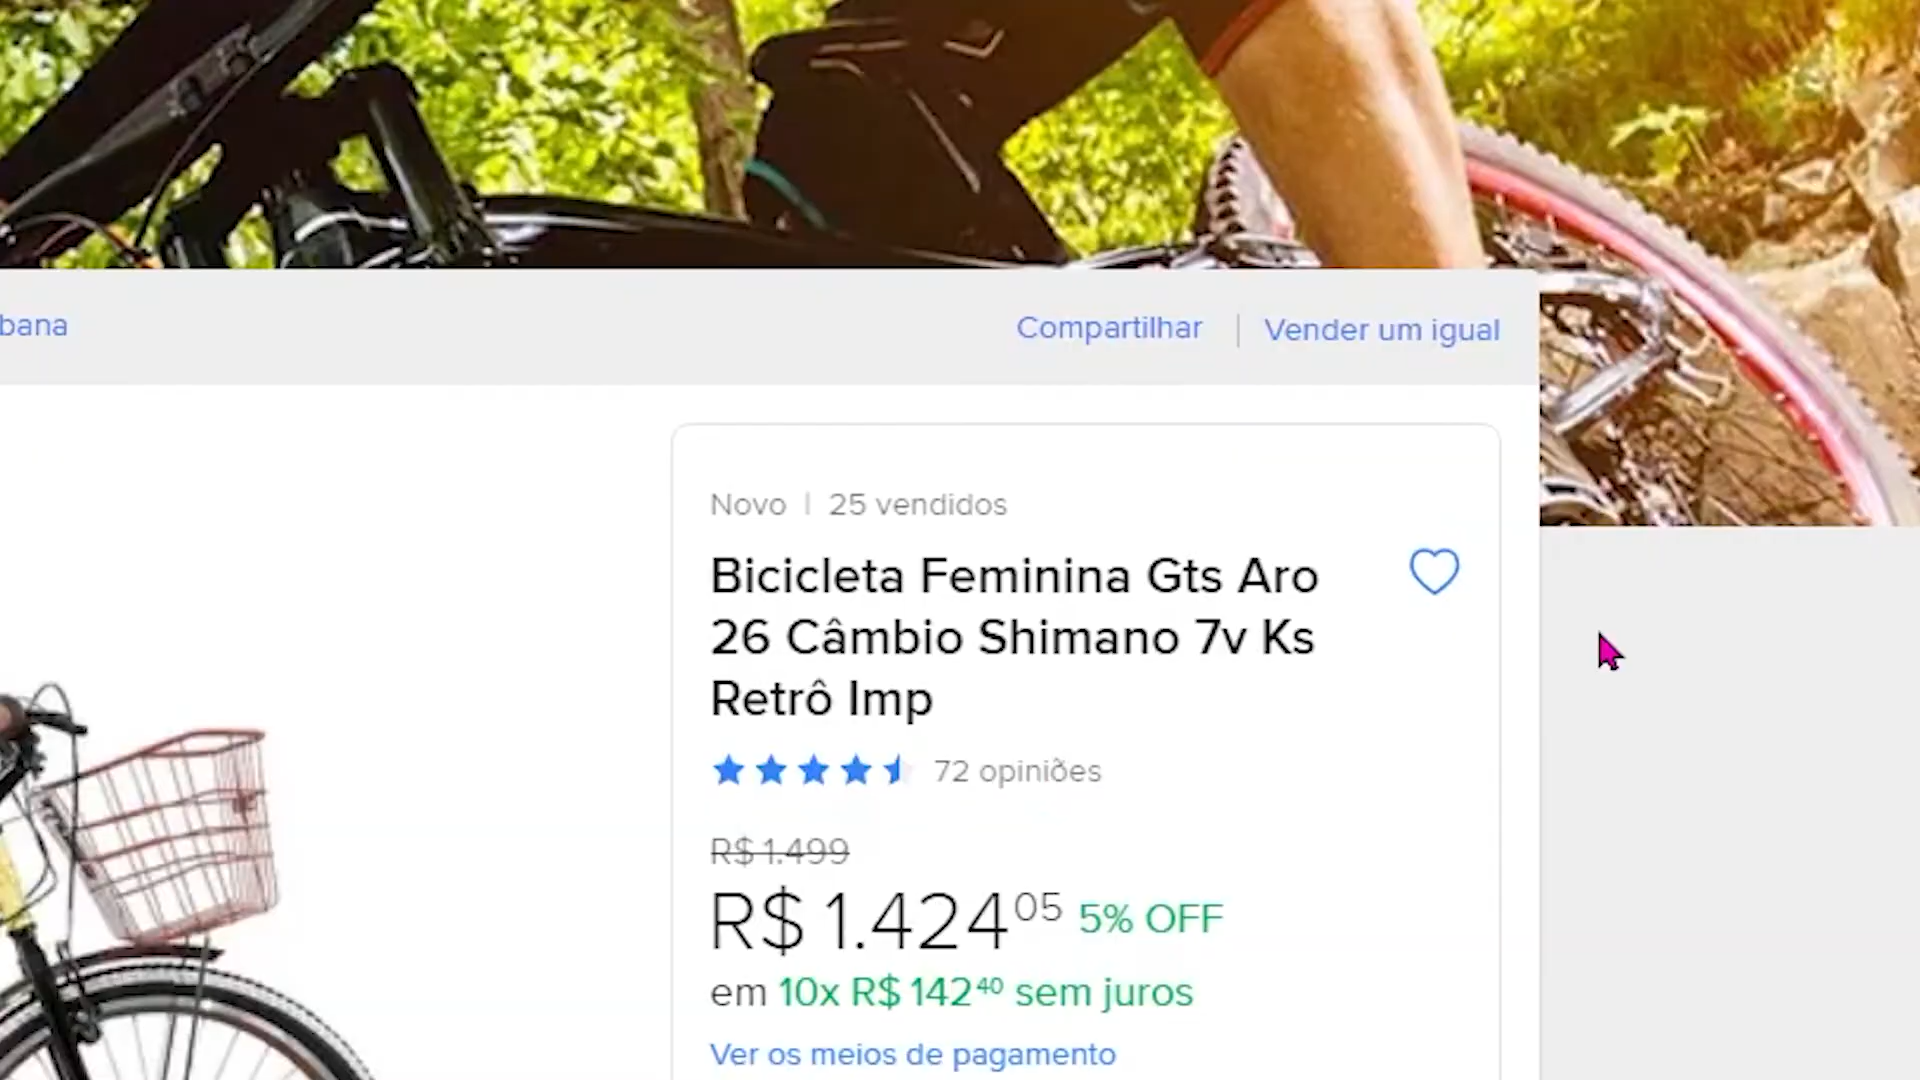 bana
Compartilhar | Vender um igual
Novo | 25 vendidos
Bicicleta Feminina Gts Aro
26 Câmbio Shimano 7v Ks
Retrô Imp
72 opiniões
R$ 1.499
R$ 1.424 05 5% OFF
em 10x R$ 142 40 sem juros
Ver os meios de pagamento